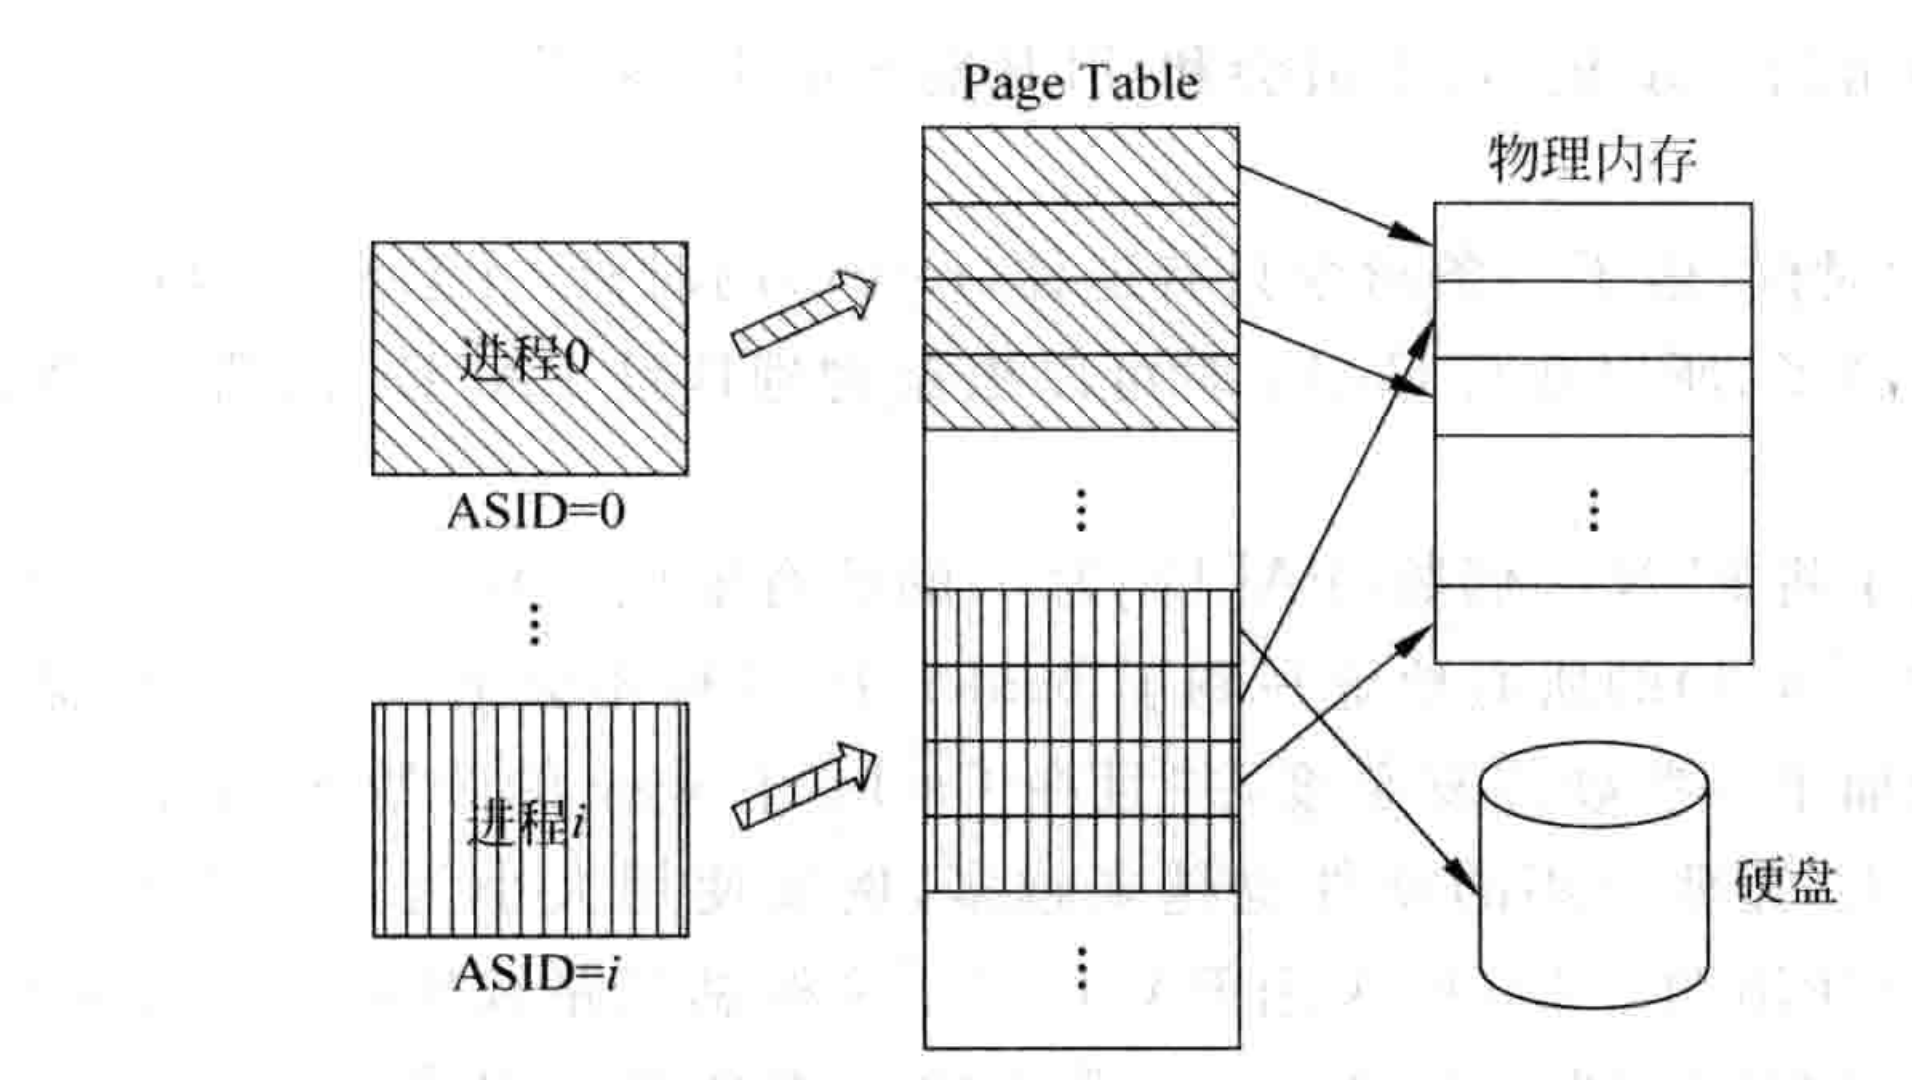 Page Table
物理内存
进程0
ASID=0
⋮
⋮
⋮
进程i
ASID=i
硬盘
⋮